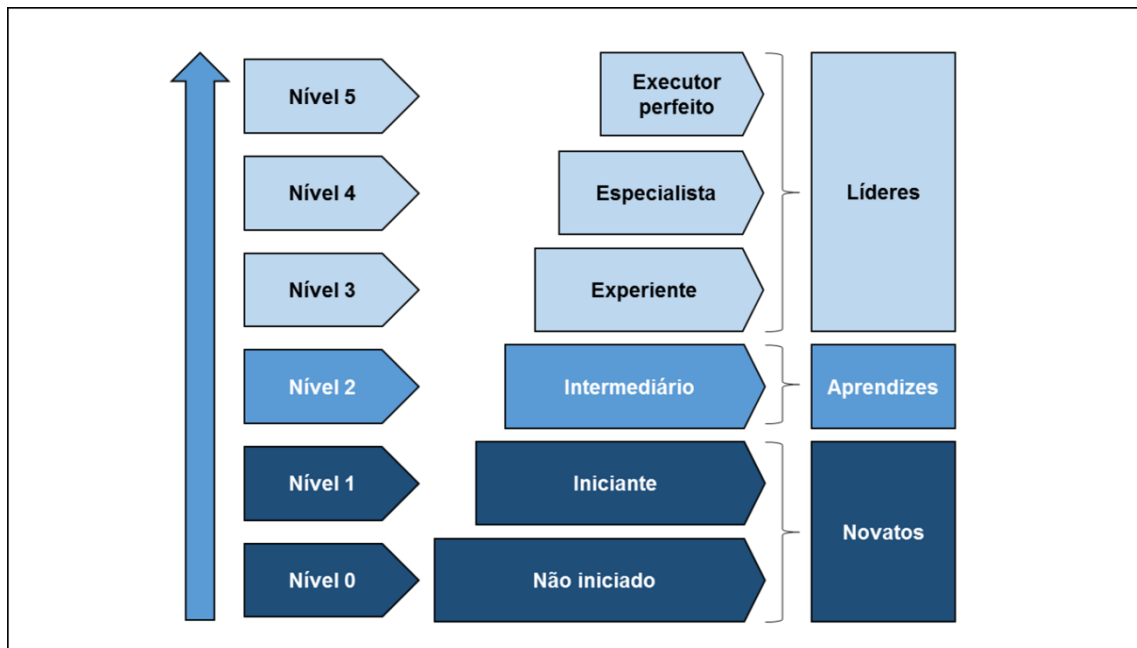 Nível 5
Executor
perfeito
Nível 4
Especialista
Líderes
Nível 3
Experiente
Nível 2
Intermediário
Aprendizes
Nível 1
Iniciante
Novatos
Nível 0
Não iniciado